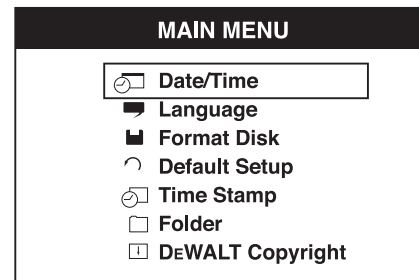 MAIN MENU
Date/Time
Language
Format Disk
Default Setup
Time Stamp
Folder
DEWALT Copyright